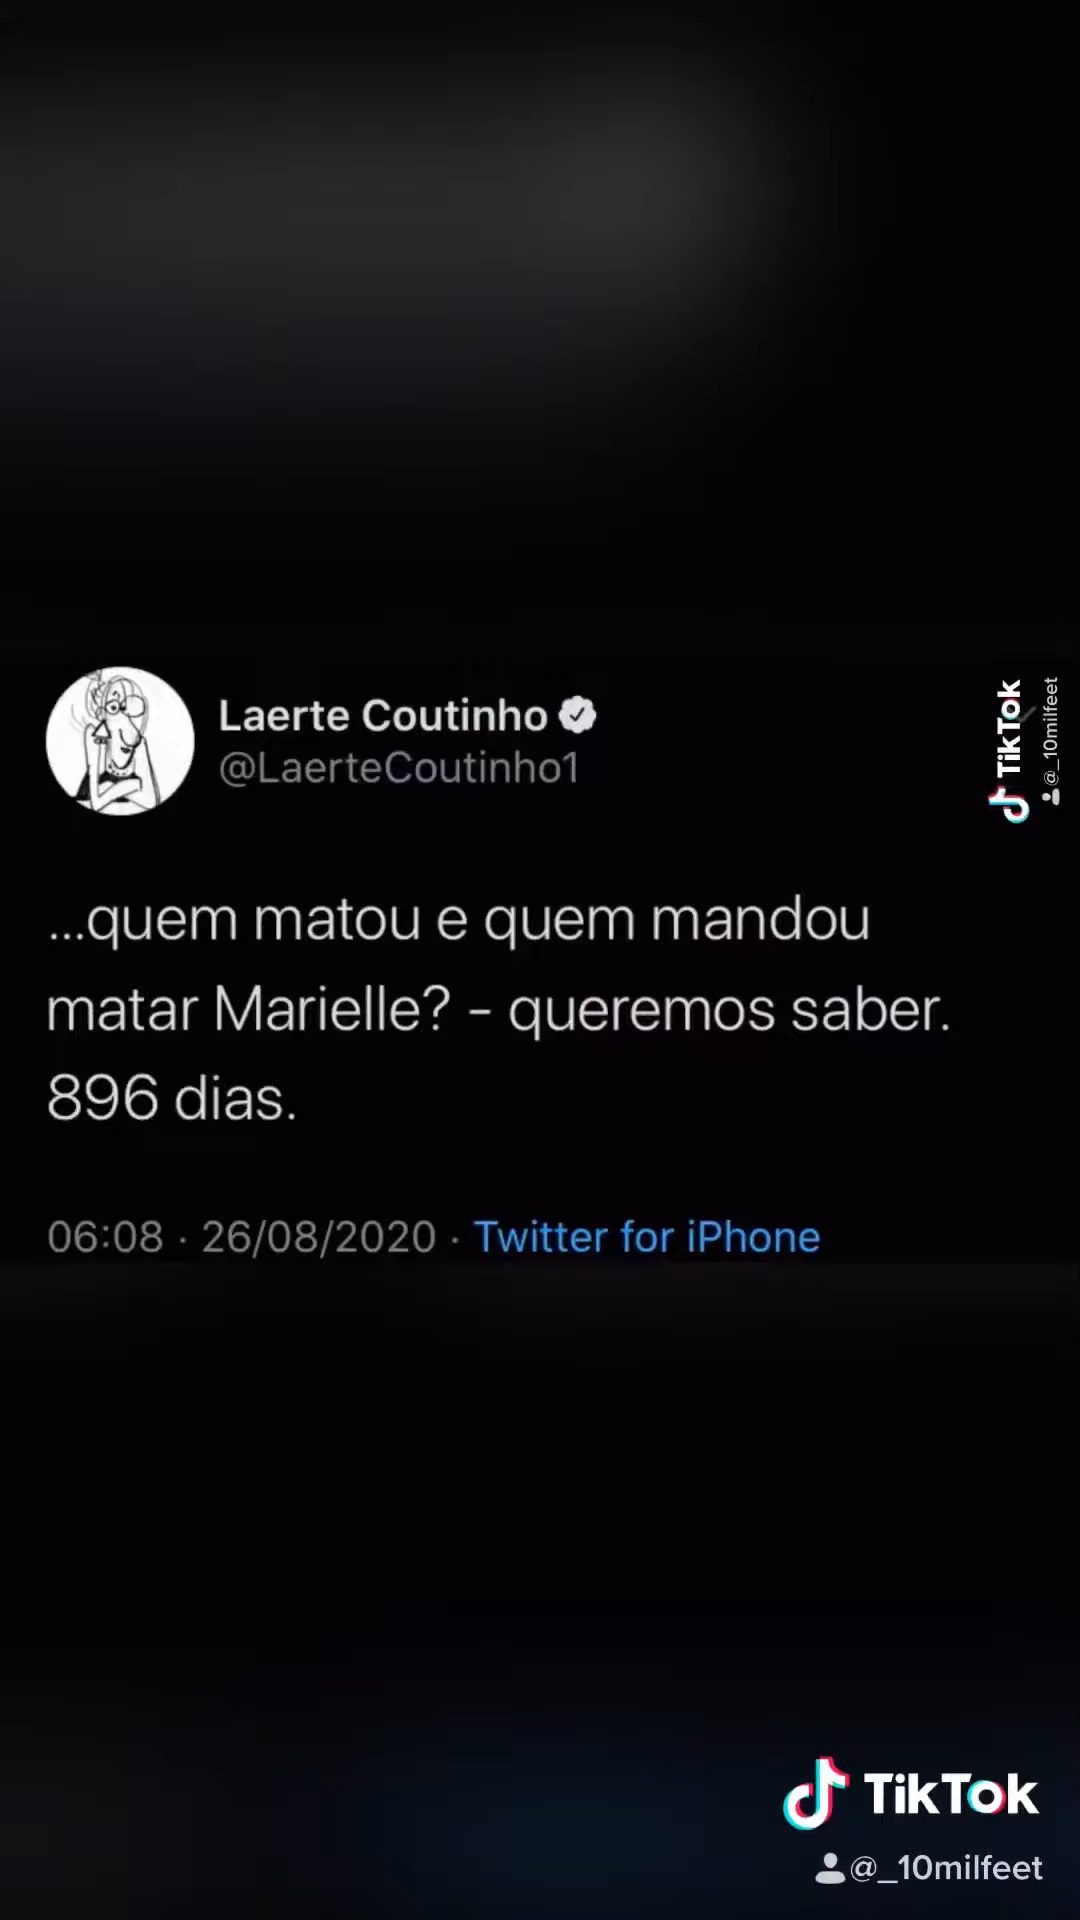 Laerte Coutinho
@LaerteCoutinho1
TikTok
@_10milfeet
...quem matou e quem mandou
matar Marielle? - queremos saber.
896 dias.
06:08 · 26/08/2020 · Twitter for iPhone
TikTok
@_10milfeet